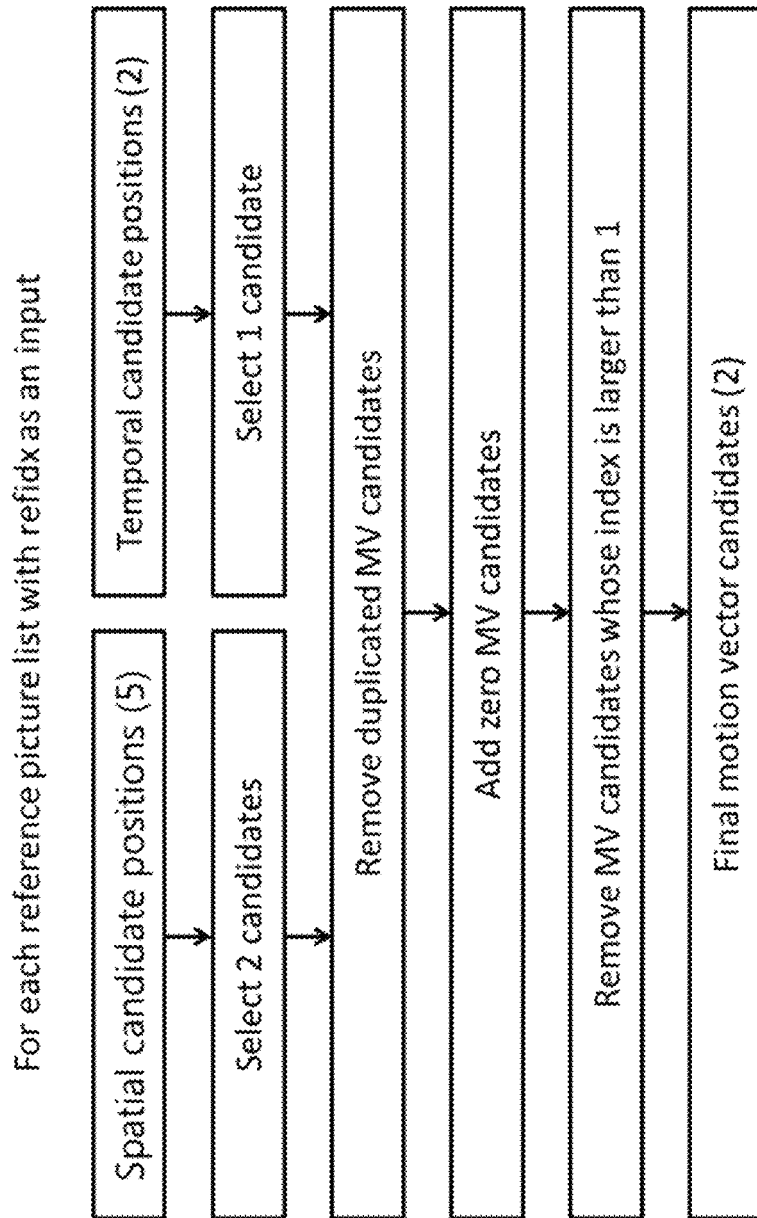 For each reference picture list with refidx as an input
Spatial candidate positions (5)
Temporal candidate positions (2)
Select 2 candidates
Select 1 candidate
Remove duplicated MV candidates
Add zero MV candidates
Remove MV candidates whose index is larger than 1
Final motion vector candidates (2)